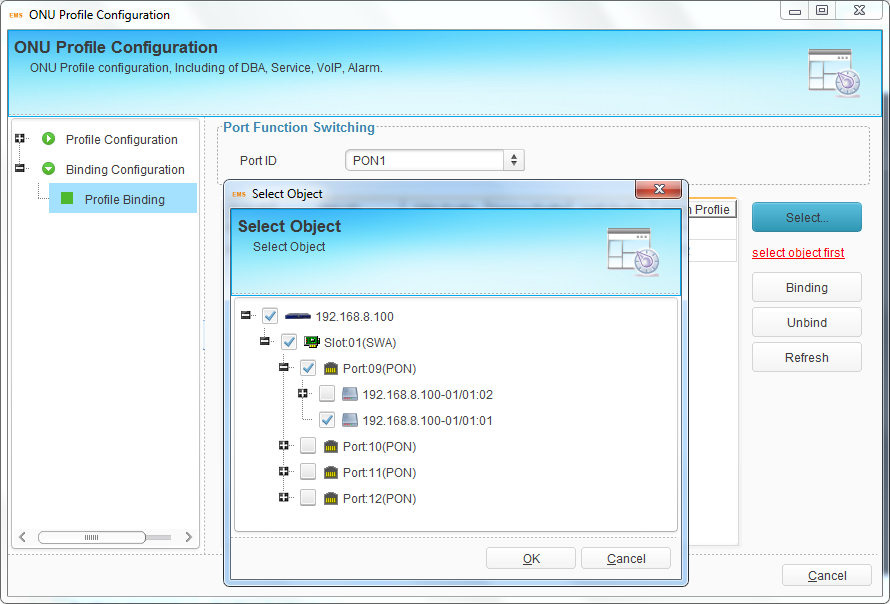 EMS ONU Profile Configuration
ONU Profile Configuration
ONU Profile configuration, Including of DBA, Service, VoIP, Alarm.
Profile Configuration
Binding Configuration
Profile Binding
Port Function Switching
Port ID
PON1
Proflie
Select...
select object first
Binding
Unbind
Refresh
Cancel
EMS Select Object
Select Object
Select Object
192.168.8.100
Slot:01(SWA)
Port:09(PON)
192.168.8.100-01/01:02
192.168.8.100-01/01:01
Port:10(PON)
Port:11(PON)
Port:12(PON)
OK
Cancel